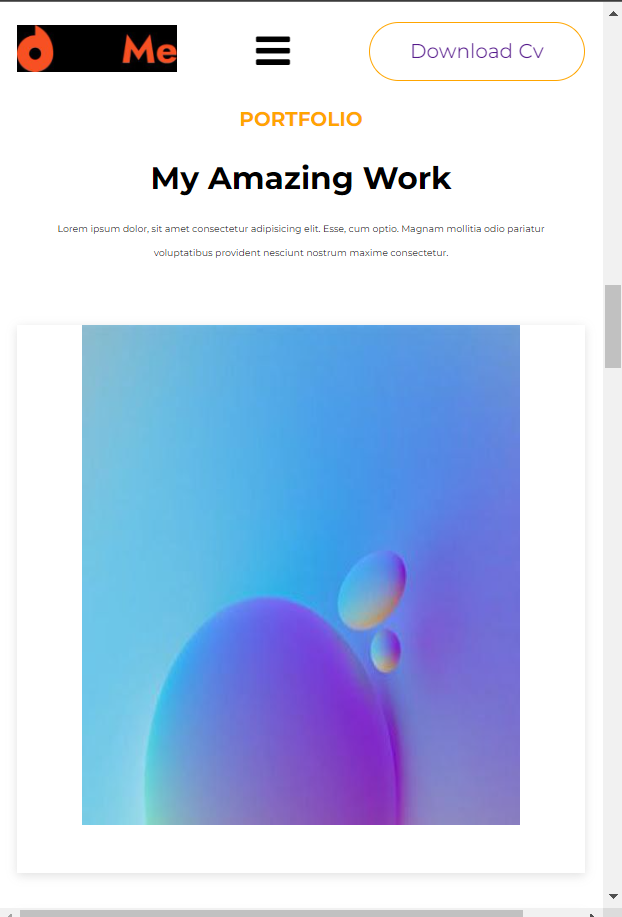 Me
Download Cv
PORTFOLIO
My Amazing Work
Lorem ipsum dolor, sit amet consectetur adipisicing elit. Esse, cum optio. Magnam mollitia odio pariatur
voluptatibus provident nesciunt nostrum maxime consectetur.